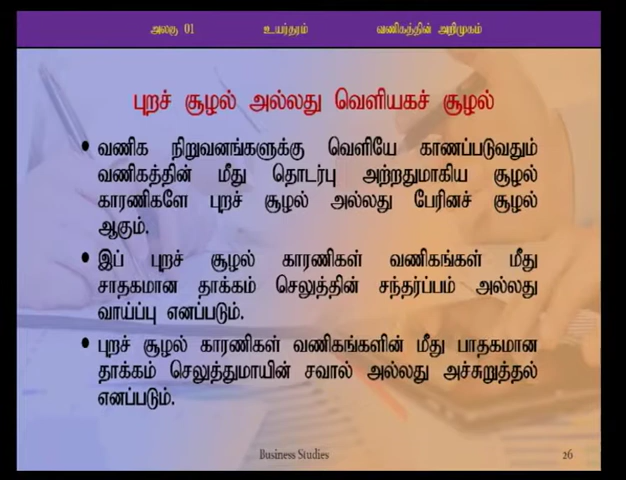 அலகு 01 உயர்தரம் வணிகத்தின் அறிமுகம்
புறச் சூழல் அல்லது வெளியகச் சூழல்
• வணிக நிறுவனங்களுக்கு வெளியே காணப்படுவதும்
வணிகத்தின் மீது தொடர்பு அற்றதுமாகிய சூழல்
காரணிகளே புறச் சூழல் அல்லது பேரினச் சூழல்
ஆகும்.
• இப் புறச் சூழல் காரணிகள் வணிகங்கள் மீது
சாதகமான தாக்கம் செலுத்தின் சந்தர்ப்பம் அல்லது
வாய்ப்பு எனப்படும்.
• புறச் சூழல் காரணிகள் வணிகங்களின் மீது பாதகமான
தாக்கம் செலுத்துமாயின் சவால் அல்லது அச்சுறுத்தல்
எனப்படும்.
Business Studies 26